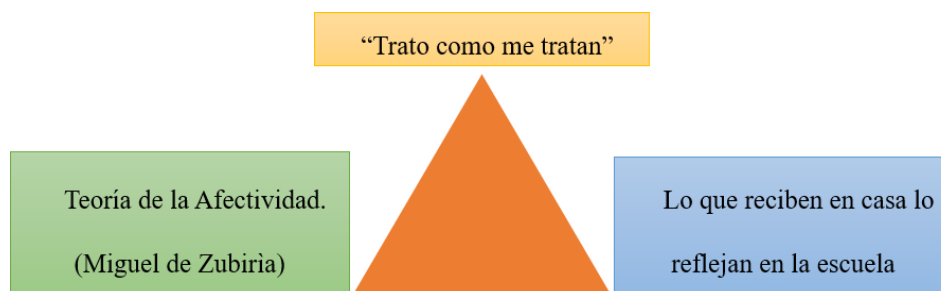 “Trato como me tratan”
Teoría de la Afectividad.
(Miguel de Zubirìa)
Lo que reciben en casa lo
reflejan en la escuela